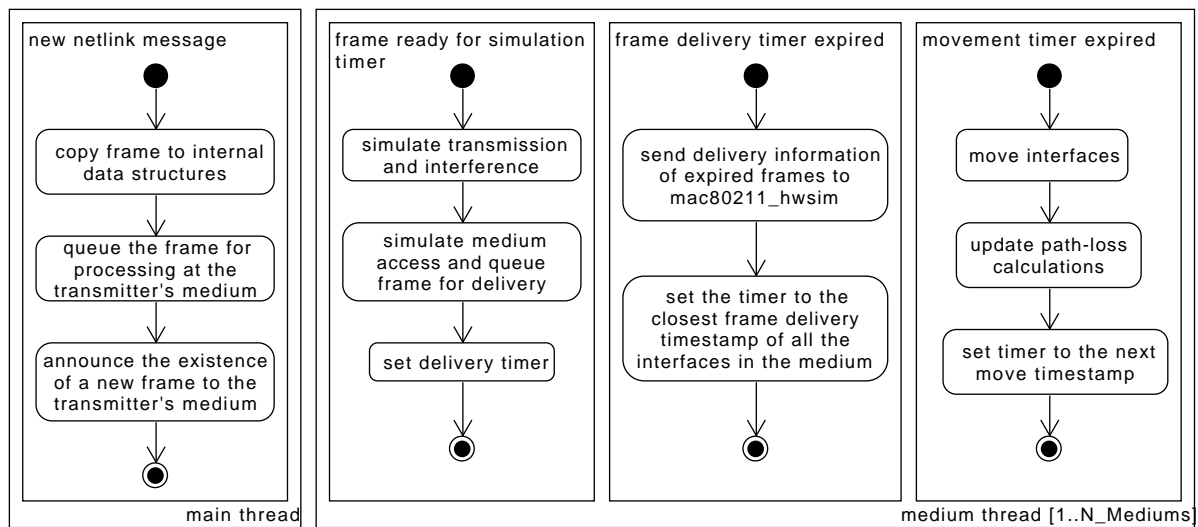 new netlink message
copy frame to internal
data structures
queue the frame for
processing at the
transmitter's medium
announce the existence
of a new frame to the
transmitter's medium
main thread
frame ready for simulation
timer
simulate transmission
and interference
simulate medium
access and queue
frame for delivery
set delivery timer
frame delivery timer expired
send delivery information
of expired frames to
mac80211_hwsim
set the timer to the
closest frame delivery
timestamp of all the
interfaces in the medium
movement timer expired
move interfaces
update path-loss
calculations
set timer to the next
move timestamp
medium thread [1..N_Mediums]